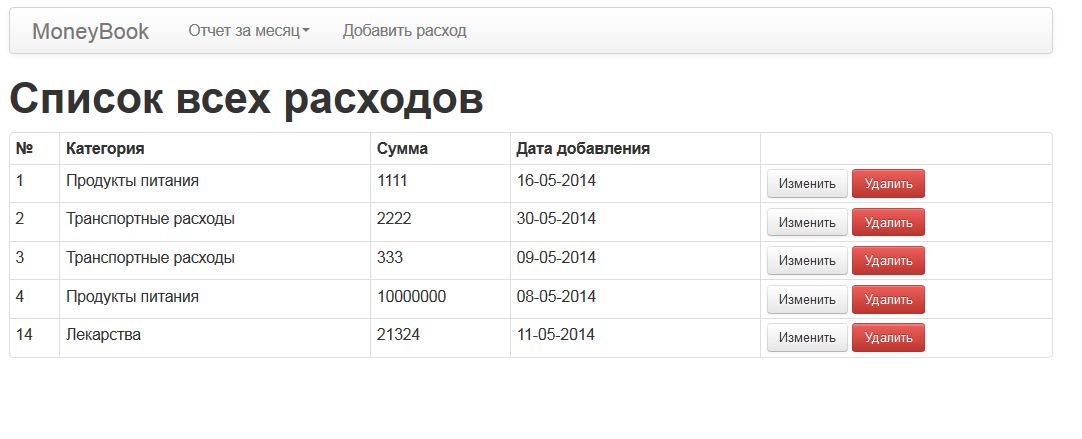 MoneyBook Отчет за месяц Добавить расход
Список всех расходов
№ Категория Сумма Дата добавления
1 Продукты питания 1111 16-05-2014 Изменить Удалить
2 Транспортные расходы 2222 30-05-2014 Изменить Удалить
3 Транспортные расходы 333 09-05-2014 Изменить Удалить
4 Продукты питания 10000000 08-05-2014 Изменить Удалить
14 Лекарства 21324 11-05-2014 Изменить Удалить